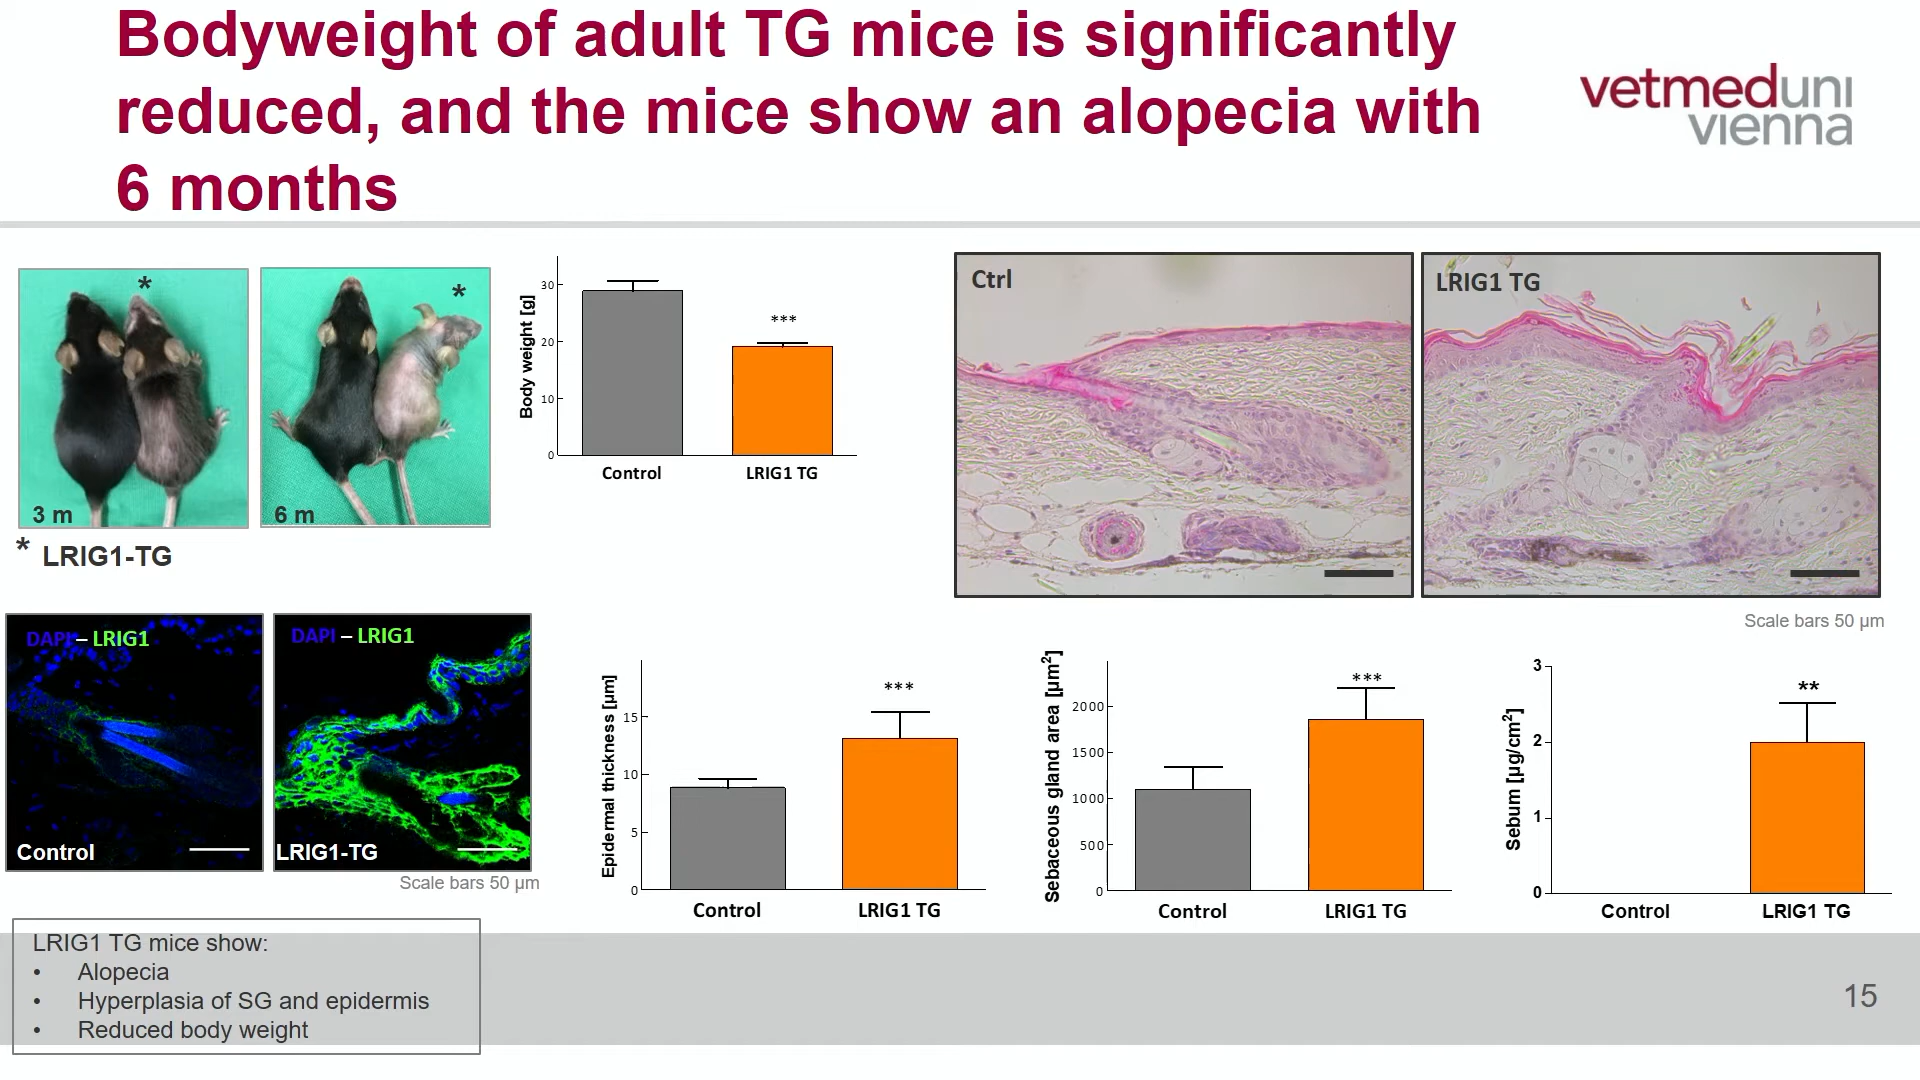 Bodyweight of adult TG mice is significantly
reduced, and the mice show an alopecia with
6 months
vetmeduni
vienna
*
3 m
*
6 m
* LRIG1-TG
Body weight [g]
30
20
10
0
***
Control
LRIG1 TG
Ctrl
LRIG1 TG
Scale bars 50 µm
DAPI – LRIG1
Control
DAPI – LRIG1
LRIG1-TG
Scale bars 50 µm
Epidermal thickness [µm]
15
10
5
0
***
Control
LRIG1 TG
Sebaceous gland area [µm²]
2000
1500
1000
500
0
***
Control
LRIG1 TG
Sebum [µg/cm²]
3
2
1
0
**
Control
LRIG1 TG
LRIG1 TG mice show:
• Alopecia
• Hyperplasia of SG and epidermis
• Reduced body weight
15